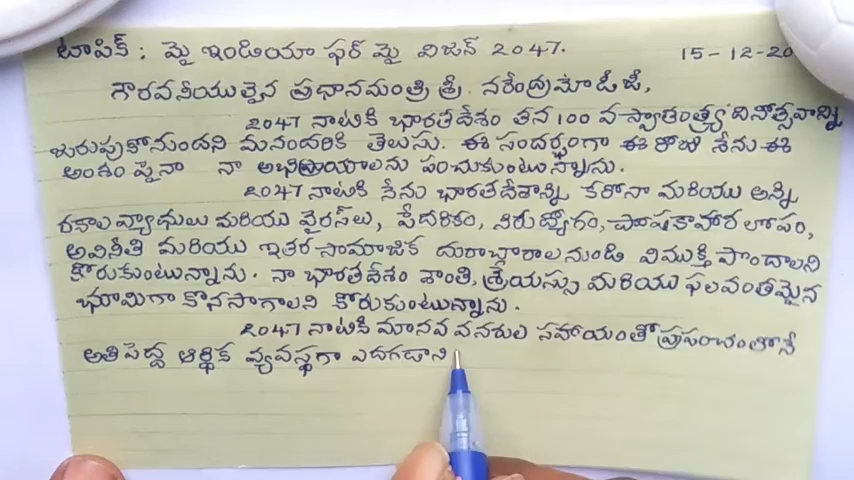 టాపిక్ : మై ఇండియా ఫర్ మై విజన్ 2047. 15-12-20
గౌరవనీయులైన ప్రధానమంత్రి శ్రీ. నరేంద్రమోడీజీ,
2047 నాటికి భారతదేశం తన 100 వ స్వాతంత్ర్య దినోత్సవాన్ని
జరుపుకోనుందని మనందరికి తెలుసు. ఈ సందర్భంగా ఈ రోజు నేను ఈ
అంశం పైనా నా అభిప్రాయాలను పంచుకుంటున్నాను.
2047 నాటికి నేను భారతదేశాన్ని కరోనా మరియు అన్ని
రకాల వ్యాధులు మరియు వైరస్‌లు, పేదరికం, నిరుద్యోగం, పోషకాహార లోపం,
అవినీతి మరియు ఇతర సామాజిక దురాచారాల నుండి విముక్తి పొందాలని
కోరుకుంటున్నాను. నా భారతదేశం శాంతి, శ్రేయస్సు మరియు ఫలవంతమైన
భూమిగా కొనసాగాలని కోరుకుంటున్నాను.
2047 నాటికి మానవ వనరుల సహాయంతో ప్రపంచంలోనే
అతి పెద్ద ఆర్థిక వ్యవస్థగా ఎదగడాని